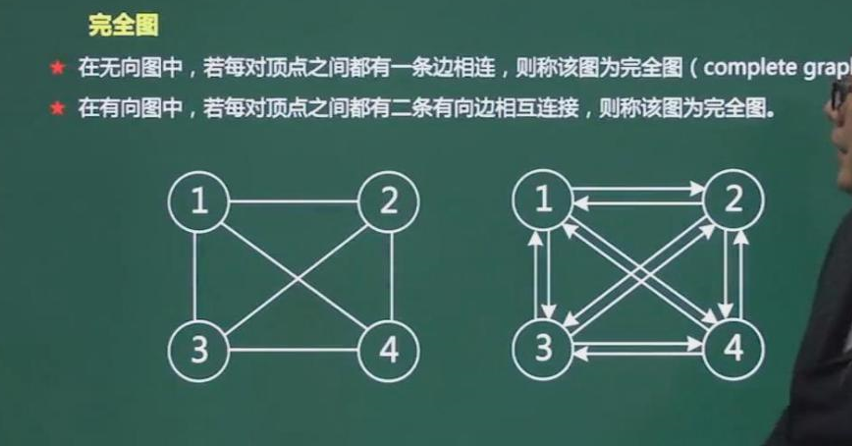 完全图
★ 在无向图中，若每对顶点之间都有一条边相连，则称该图为完全图（complete grap
★ 在有向图中，若每对顶点之间都有二条有向边相互连接，则称该图为完全图。
1 2 1 2
3 4 3 4